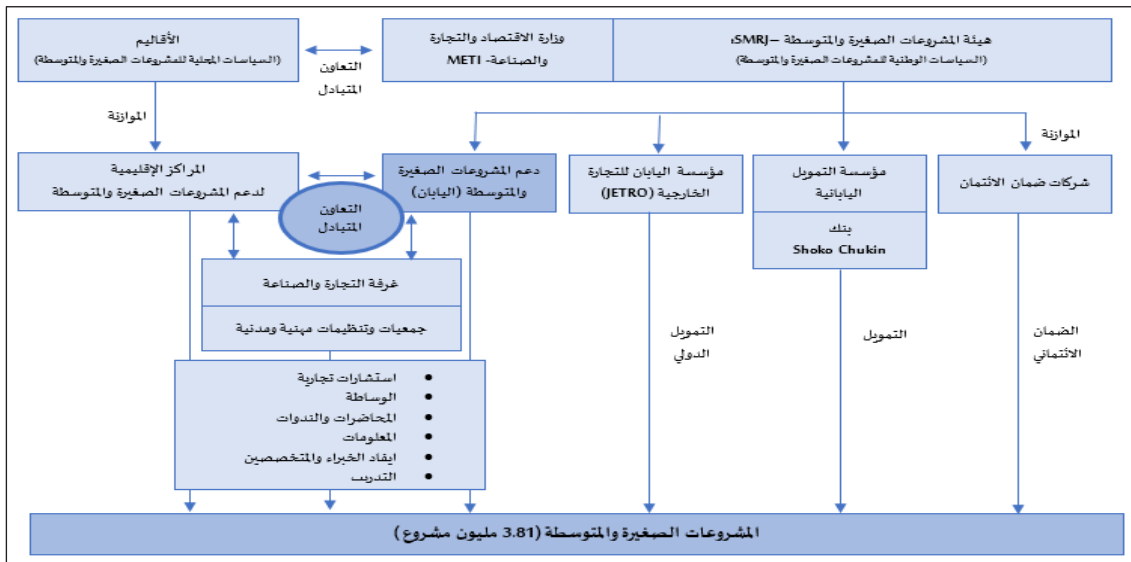 هيئة المشروعات الصغيرة والمتوسطة –SMRJ؛
(السياسات الوطنية للمشروعات الصغيرة والمتوسطة)
وزارة الاقتصاد والتجارة
والصناعة- METI
التعاون
المتبادل
الأقاليم
(السياسات المحلية للمشروعات الصغيرة والمتوسطة)
الموازنة
الموازنة
شركات ضمان الائتمان
مؤسسة التمويل
اليابانية
بنك
Shoko Chukin
مؤسسة اليابان للتجارة
الخارجية (JETRO)
دعم المشروعات الصغيرة
والمتوسطة (اليابان)
التعاون
المتبادل
المراكز الإقليمية
لدعم المشروعات الصغيرة والمتوسطة
غرفة التجارة والصناعة
جمعيات وتنظيمات مهنية ومدنية
الضمان
الائتماني
التمويل
التمويل
الدولي
● استشارات تجارية
● الوساطة
● المحاضرات والندوات
● المعلومات
● ايفاد الخبراء والمتخصصين
● التدريب
المشروعات الصغيرة والمتوسطة (3.81 مليون مشروع)